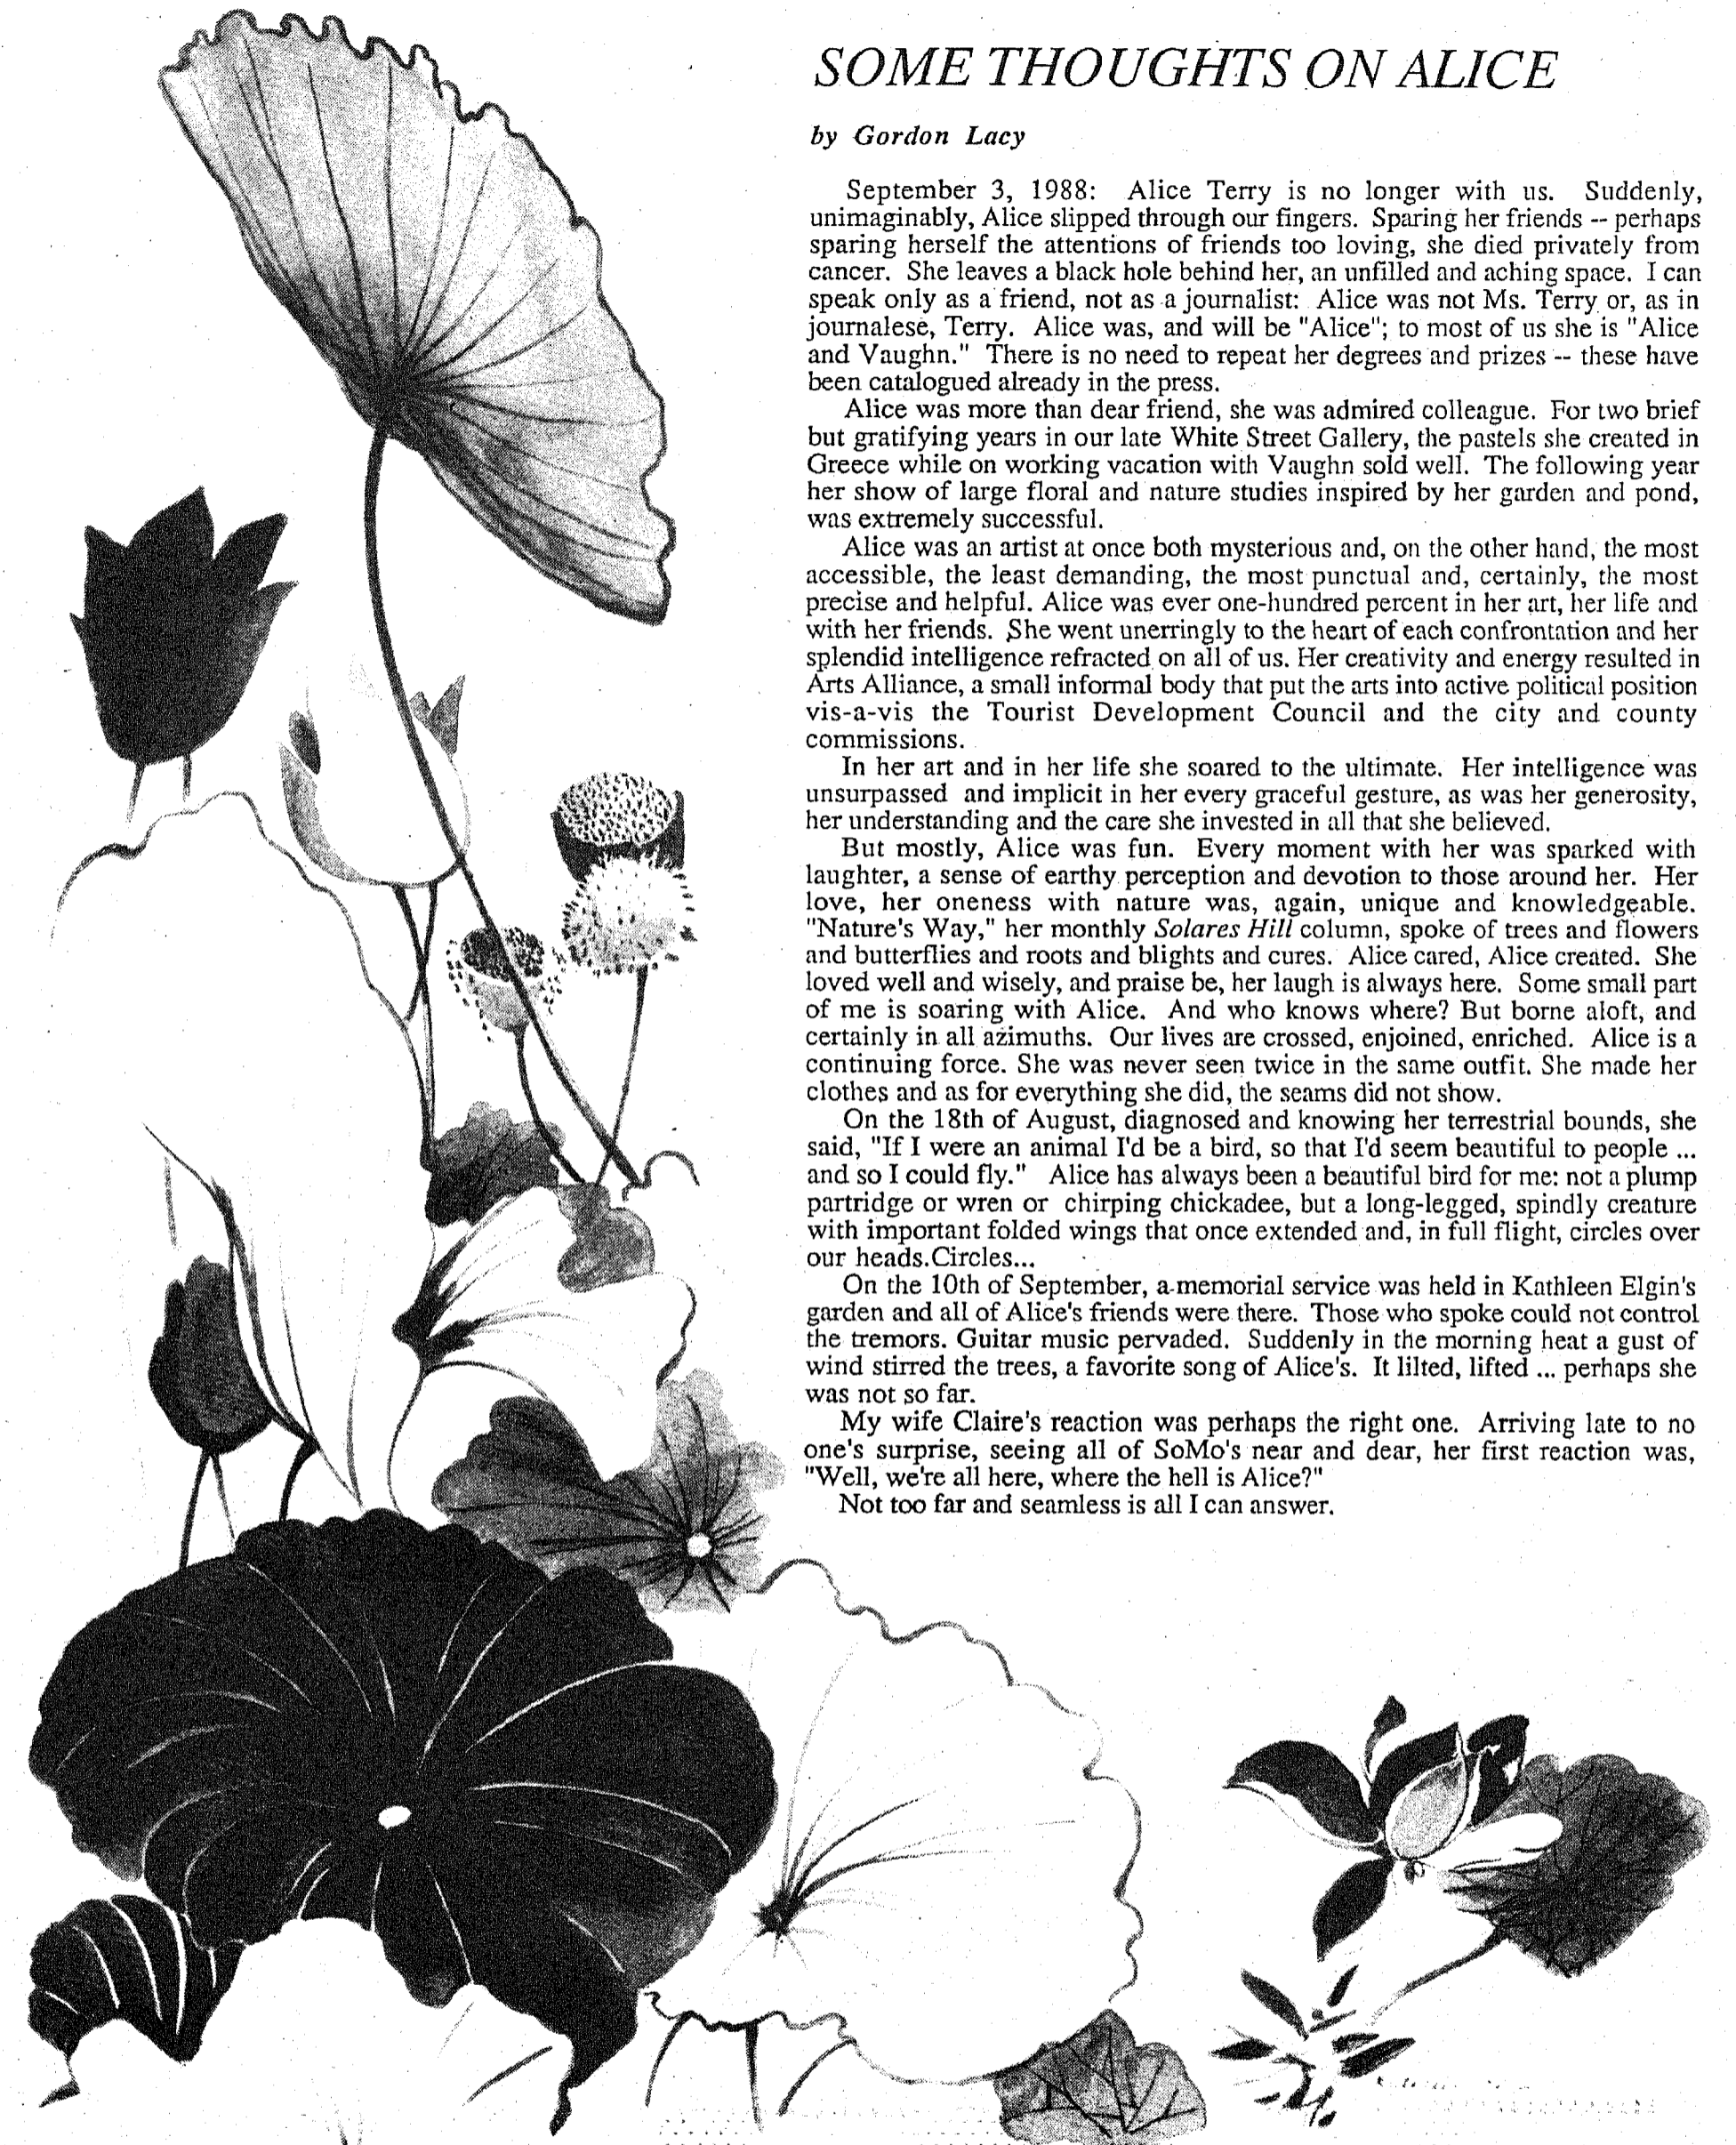 SOME THOUGHTS ON ALICE
by Gordon Lacy
September 3, 1988: Alice Terry is no longer with us. Suddenly,
unimaginably, Alice slipped through our fingers. Sparing her friends -- perhaps
sparing herself the attentions of friends too loving, she died privately from
cancer. She leaves a black hole behind her, an unfilled and aching space. I can
speak only as a friend, not as a journalist: Alice was not Ms. Terry or, as in
journalese, Terry. Alice was, and will be "Alice"; to most of us she is "Alice
and Vaughn." There is no need to repeat her degrees and prizes -- these have
been catalogued already in the press.
Alice was more than dear friend, she was admired colleague. For two brief
but gratifying years in our late White Street Gallery, the pastels she created in
Greece while on working vacation with Vaughn sold well. The following year
her show of large floral and nature studies inspired by her garden and pond,
was extremely successful.
Alice was an artist at once both mysterious and, on the other hand, the most
accessible, the least demanding, the most punctual and, certainly, the most
precise and helpful. Alice was ever one-hundred percent in her art, her life and
with her friends. She went unerringly to the heart of each confrontation and her
splendid intelligence refracted on all of us. Her creativity and energy resulted in
Arts Alliance, a small informal body that put the arts into active political position
vis-a-vis the Tourist Development Council and the city and county
commissions.
In her art and in her life she soared to the ultimate. Her intelligence was
unsurpassed and implicit in her every graceful gesture, as was her generosity,
her understanding and the care she invested in all that she believed.
But mostly, Alice was fun. Every moment with her was sparked with
laughter, a sense of earthy perception and devotion to those around her. Her
love, her oneness with nature was, again, unique and knowledgeable.
"Nature's Way," her monthly Solares Hill column, spoke of trees and flowers
and butterflies and roots and blights and cures. Alice cared, Alice created. She
loved well and wisely, and praise be, her laugh is always here. Some small part
of me is soaring with Alice. And who knows where? But borne aloft, and
certainly in all azimuths. Our lives are crossed, enjoined, enriched. Alice is a
continuing force. She was never seen twice in the same outfit. She made her
clothes and as for everything she did, the seams did not show.
On the 18th of August, diagnosed and knowing her terrestrial bounds, she
said, "If I were an animal I'd be a bird, so that I'd seem beautiful to people ...
and so I could fly." Alice has always been a beautiful bird for me: not a plump
partridge or wren or chirping chickadee, but a long-legged, spindly creature
with important folded wings that once extended and, in full flight, circles over
our heads.Circles...
On the 10th of September, a memorial service was held in Kathleen Elgin's
garden and all of Alice's friends were there. Those who spoke could not control
the tremors. Guitar music pervaded. Suddenly in the morning heat a gust of
wind stirred the trees, a favorite song of Alice's. It lilted, lifted ... perhaps she
was not so far.
My wife Claire's reaction was perhaps the right one. Arriving late to no
one's surprise, seeing all of SoMo's near and dear, her first reaction was,
"Well, we're all here, where the hell is Alice?"
Not too far and seamless is all I can answer.